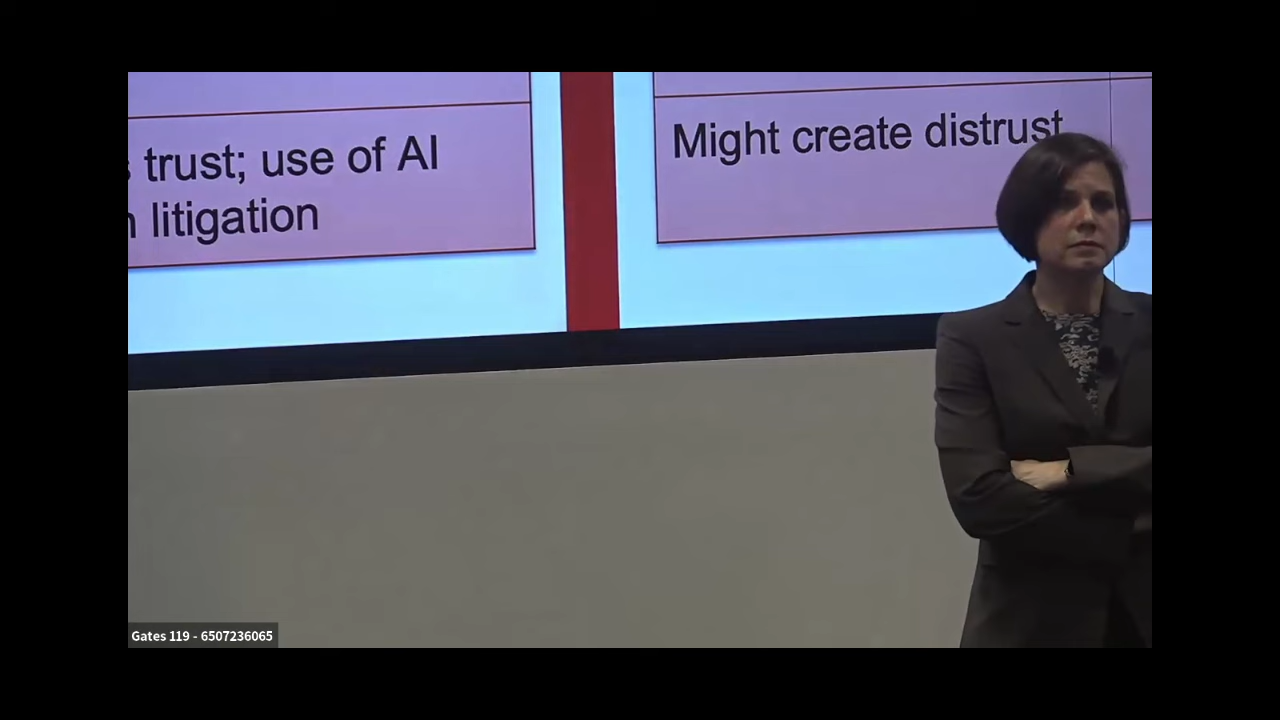 trust; use of AI
litigation
Might create distrust
Gates 119 - 6507236065